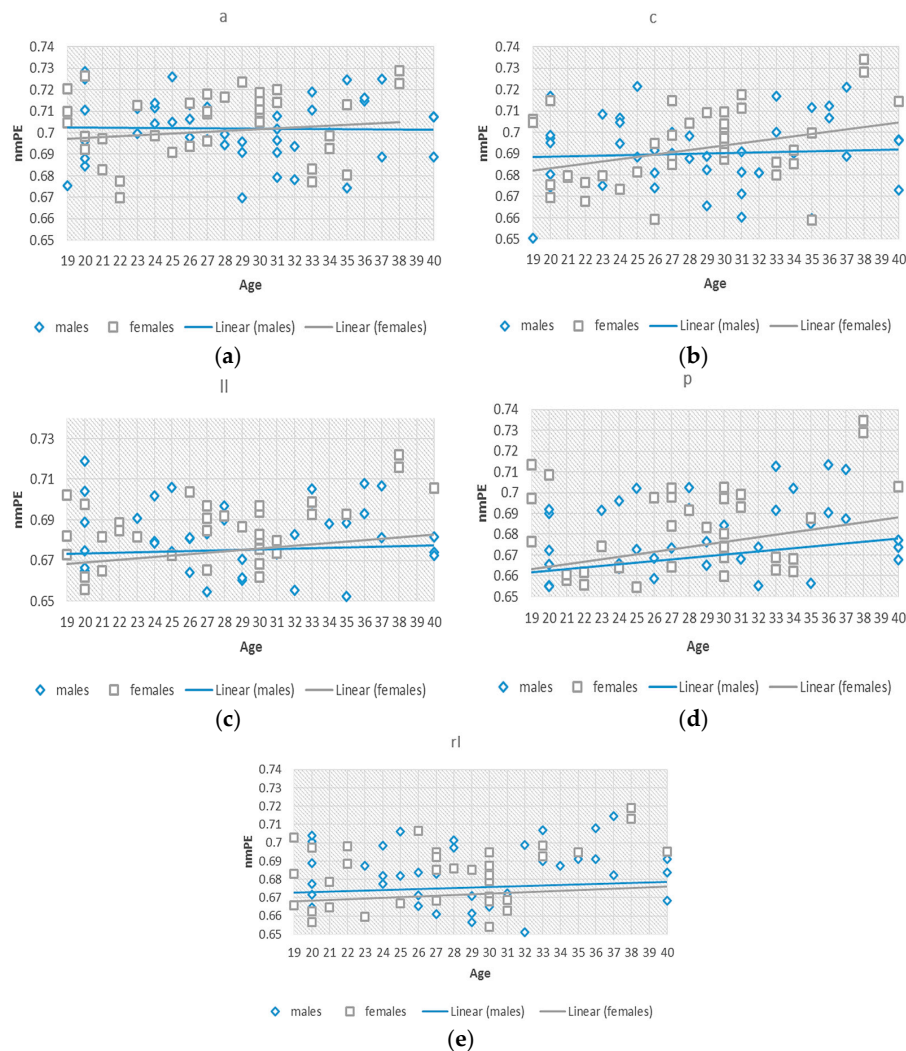 a
0.74
0.73
0.72
0.71
0.7
0.69
0.68
0.67
0.66
0.65
nmPE
19 20 21 22 23 24 25 26 27 28 29 30 31 32 33 34 35 36 37 38 39 40
Age
males females Linear (males) Linear (females)
(a)
c
0.74
0.73
0.72
0.71
0.7
0.69
0.68
0.67
0.66
0.65
nmPE
19 20 21 22 23 24 25 26 27 28 29 30 31 32 33 34 35 36 37 38 39 40
Age
males females Linear (males) Linear (females)
(b)
ll
0.73
0.71
0.69
0.67
0.65
nmPE
19 20 21 22 23 24 25 26 27 28 29 30 31 32 33 34 35 36 37 38 39 40
Age
males females Linear (males) Linear (females)
(c)
p
0.74
0.73
0.72
0.71
0.7
0.69
0.68
0.67
0.66
0.65
nmPE
19 20 21 22 23 24 25 26 27 28 29 30 31 32 33 34 35 36 37 38 39 40
Age
males females Linear (males) Linear (females)
(d)
rl
0.74
0.73
0.72
0.71
0.7
0.69
0.68
0.67
0.66
0.65
nmPE
19 20 21 22 23 24 25 26 27 28 29 30 31 32 33 34 35 36 37 38 39 40
Age
males females Linear (males) Linear (females)
(e)